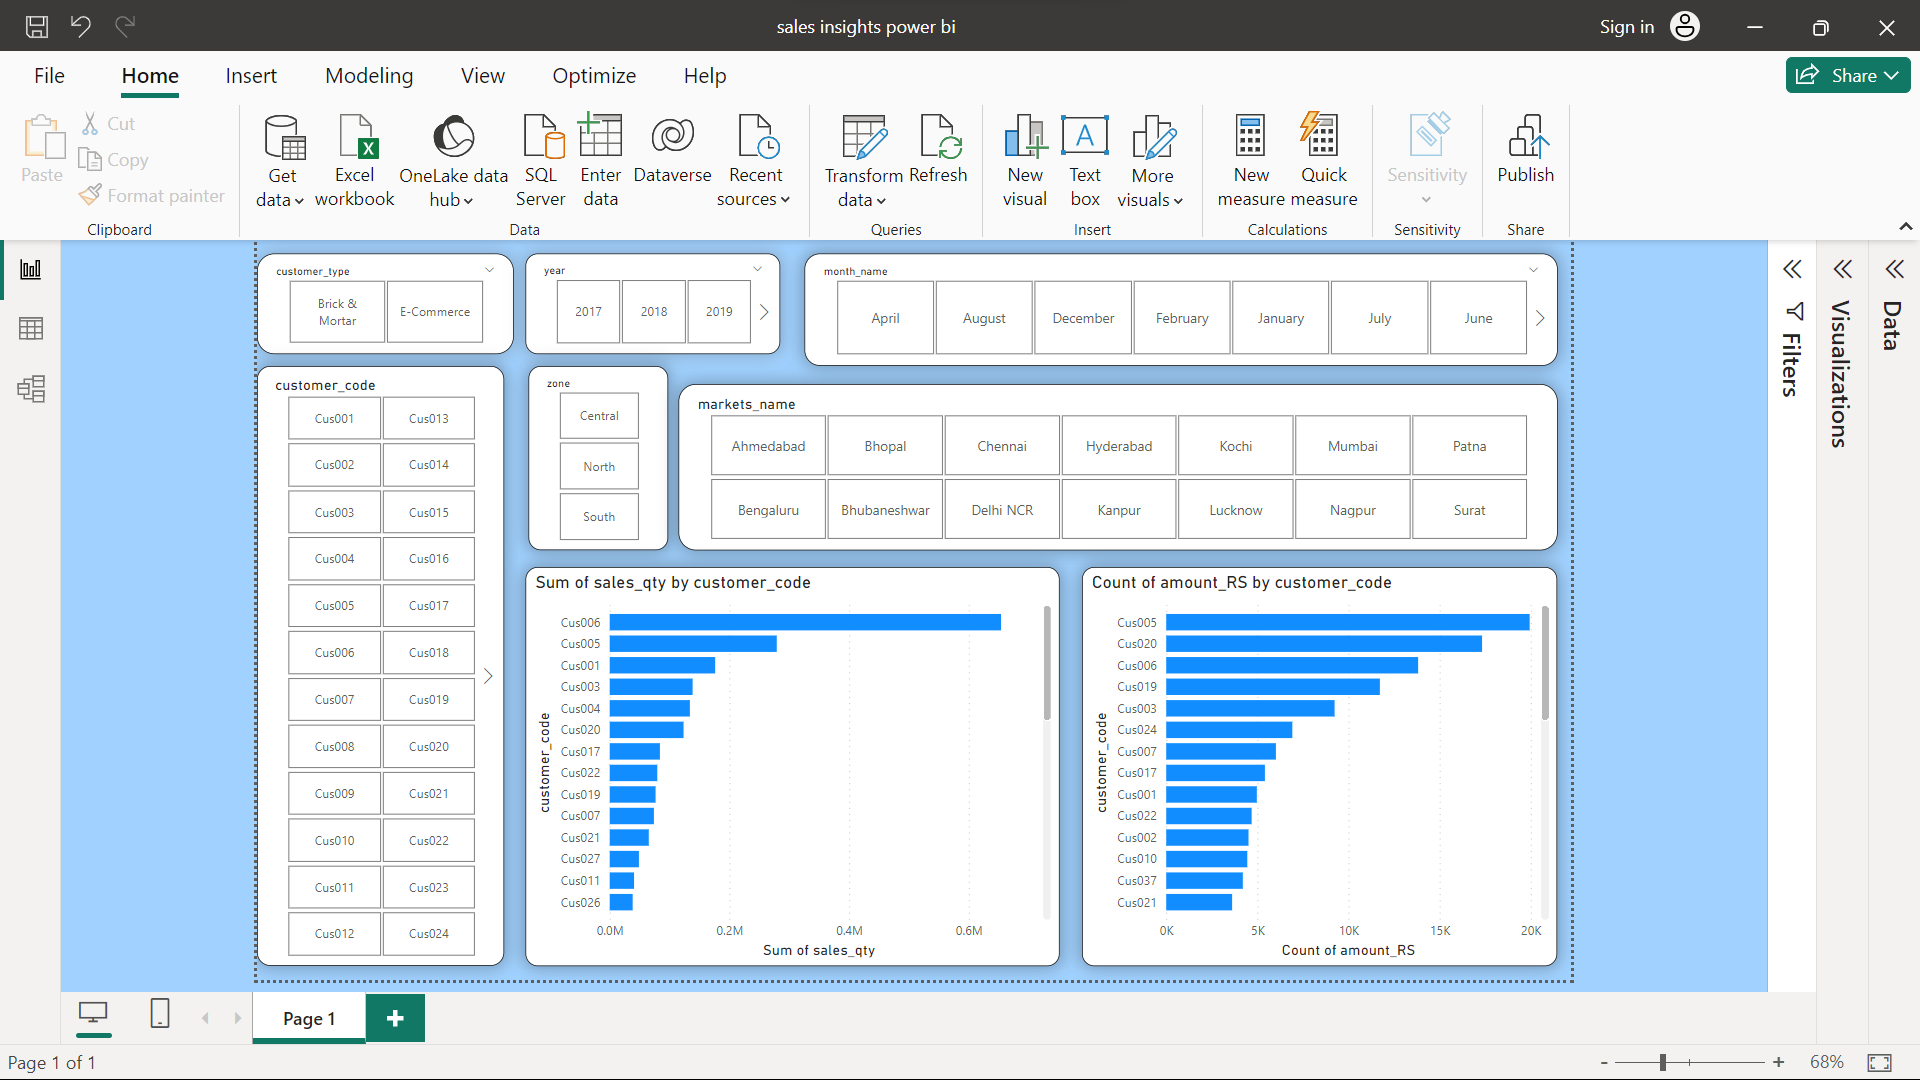 sales insights power bi
Sign in
File
Home
Insert
Modeling
View
Optimize
Help
Share
Paste
Cut
Copy
Format painter
Clipboard
Get
data
Excel
workbook
OneLake data
hub
SQL
Server
Enter
data
Dataverse
Recent
sources
Data
Transform
data
Refresh
Queries
New
visual
Text
box
More
visuals
Insert
New
measure
Quick
measure
Calculations
Sensitivity
Sensitivity
Publish
Share
customer_type
Brick &
Mortar
E-Commerce
year
2017
2018
2019
month_name
April
August
December
February
January
July
June
customer_code
Cus001
Cus013
Cus002
Cus014
Cus003
Cus015
Cus004
Cus016
Cus005
Cus017
Cus006
Cus018
Cus007
Cus019
Cus008
Cus020
Cus009
Cus021
Cus010
Cus022
Cus011
Cus023
Cus012
Cus024
zone
Central
North
South
markets_name
Ahmedabad
Bhopal
Chennai
Hyderabad
Kochi
Mumbai
Patna
Bengaluru
Bhubaneshwar
Delhi NCR
Kanpur
Lucknow
Nagpur
Surat
Sum of sales_qty by customer_code
customer_code
Cus006
Cus005
Cus001
Cus003
Cus004
Cus020
Cus017
Cus022
Cus019
Cus007
Cus021
Cus027
Cus011
Cus026
0.0M
0.2M
0.4M
0.6M
Sum of sales_qty
Count of amount_RS by customer_code
customer_code
Cus005
Cus020
Cus006
Cus019
Cus003
Cus024
Cus007
Cus017
Cus001
Cus022
Cus002
Cus010
Cus037
Cus021
0K
5K
10K
15K
20K
Count of amount_RS
Filters
Visualizations
Data
Page 1
Page 1 of 1
68%